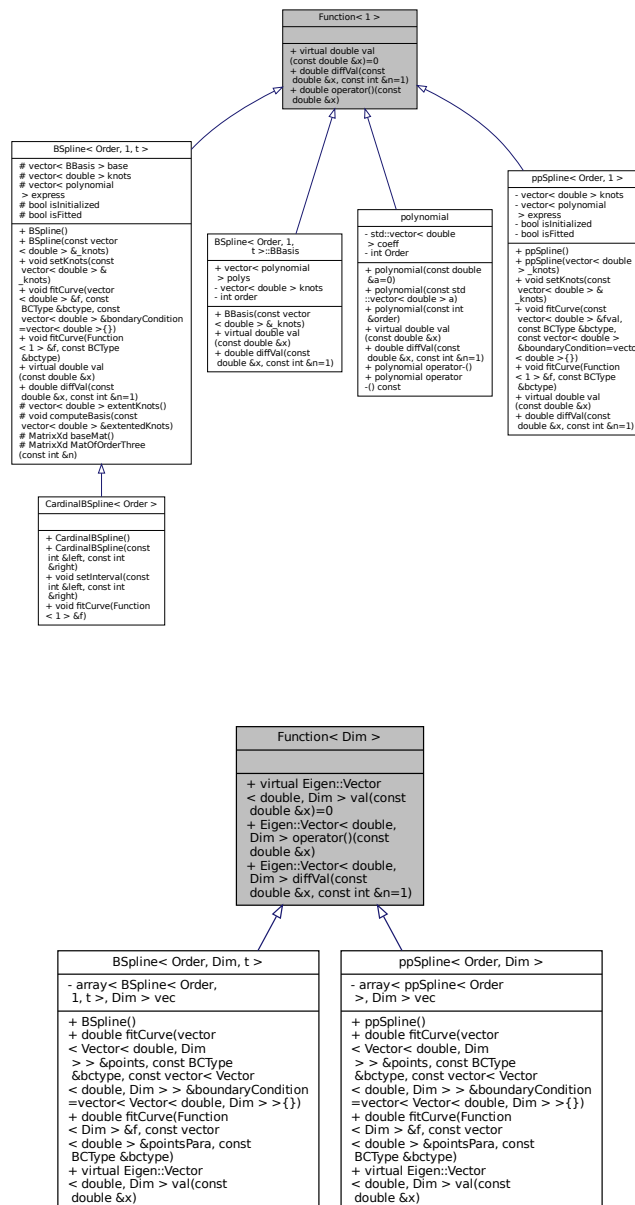 Function< 1 >
+ virtual double val
(const double &x)=0
+ double diffVal(const
double &x, const int &n=1)
+ double operator()(const
double &x)
BSpline< Order, 1, t >
# vector< BBasis > base
# vector< double > knots
# vector< polynomial
> express
# bool isInitialized
# bool isFitted
+ BSpline()
+ BSpline(const vector
< double > &_knots)
+ void setKnots(const
vector< double > &
_knots)
+ void fitCurve(vector
< double > &f, const
BCType &bctype, const
vector< double > &bondaryCondition
=vector< double >{})
+ void fitCurve(Function
< 1 > &f, const BCType
&bctype)
+ virtual double val
(const double &x)
+ double diffVal(const
double &x, const int &n=1)
# vector< double > extentKnots()
# void computeBasis(const
vector< double > &extentedKnots)
# MatrixXd baseMat()
# MatrixXd MatOfOrderThree
(const int &n)
BSpline< Order, 1,
t >::BBasis
+ vector< polynomial
> polys
- vector< double > knots
- int order
+ BBasis(const vector
< double > &_knots)
+ virtual double val
(const double &x)
+ double diffVal(const
double &x, const int &n=1)
polynomial
- std::vector< double
> coeff
- int Order
+ polynomial(const double
&a=0)
+ polynomial(const std
::vector< double > a)
+ polynomial(const int
&order)
+ virtual double val
(const double &x)
+ double diffVal(const
double &x, const int &n=1)
+ polynomial operator-()
+ polynomial operator
-() const
ppSpline< Order, 1 >
- vector< double > knots
- vector< polynomial
> express
- bool isInitialized
- bool isFitted
+ ppSpline()
+ ppSpline(vector< double
> _knots)
+ void setKnots(const
vector< double > &
_knots)
+ void fitCurve(const
vector< double > &fval,
const BCType &bctype,
const vector< double >
&boundaryCondition=vector
< double >{})
+ void fitCurve(Function
< 1 > &f, const BCType
&bctype)
+ virtual double val
(const double &x)
+ double diffVal(const
double &x, const int &n=1)
CardinalBSpline< Order >
+ CardinalBSpline()
+ CardinalBSpline(const
int &left, const int
&right)
+ void setInterval(const
int &left, const int
&right)
+ void fitCurve(Function
< 1 > &f)
Function< Dim >
+ virtual Eigen::Vector
< double, Dim > val(const
double &x)=0
+ Eigen::Vector< double,
Dim > operator()(const
double &x)
+ Eigen::Vector< double,
Dim > diffVal(const
double &x, const int &n=1)
BSpline< Order, Dim, t >
- array< BSpline< Order,
1, t >, Dim > vec
+ BSpline()
+ double fitCurve(vector
< Vector< double, Dim
> > &points, const BCType
&bctype, const vector< Vector
< double, Dim > > &boundaryCondition
=vector< Vector< double, Dim > >{})
+ double fitCurve(Function
< Dim > &f, const vector
< double > &pointsPara, const
BCType &bctype)
+ virtual Eigen::Vector
< double, Dim > val(const
double &x)
ppSpline< Order, Dim >
- array< ppSpline< Order
>, Dim > vec
+ ppSpline()
+ double fitCurve(vector
< Vector< double, Dim
> > &points, const BCType
&bctype, const vector< Vector
< double, Dim > > &boundaryCondition
=vector< Vector< double, Dim > >{})
+ double fitCurve(Function
< Dim > &f, const vector
< double > &pointsPara, const
BCType &bctype)
+ virtual Eigen::Vector
< double, Dim > val(const
double &x)